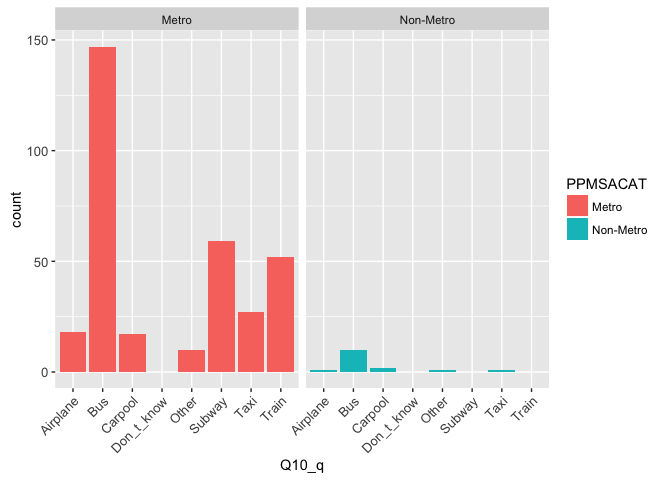 Metro
Non-Metro
150
100
50
0
count
Airplane
Bus
Carpool
Don_t_know
Other
Subway
Taxi
Train
Airplane
Bus
Carpool
Don_t_know
Other
Subway
Taxi
Train
Q10_q
PPMSACAT
Metro
Non-Metro